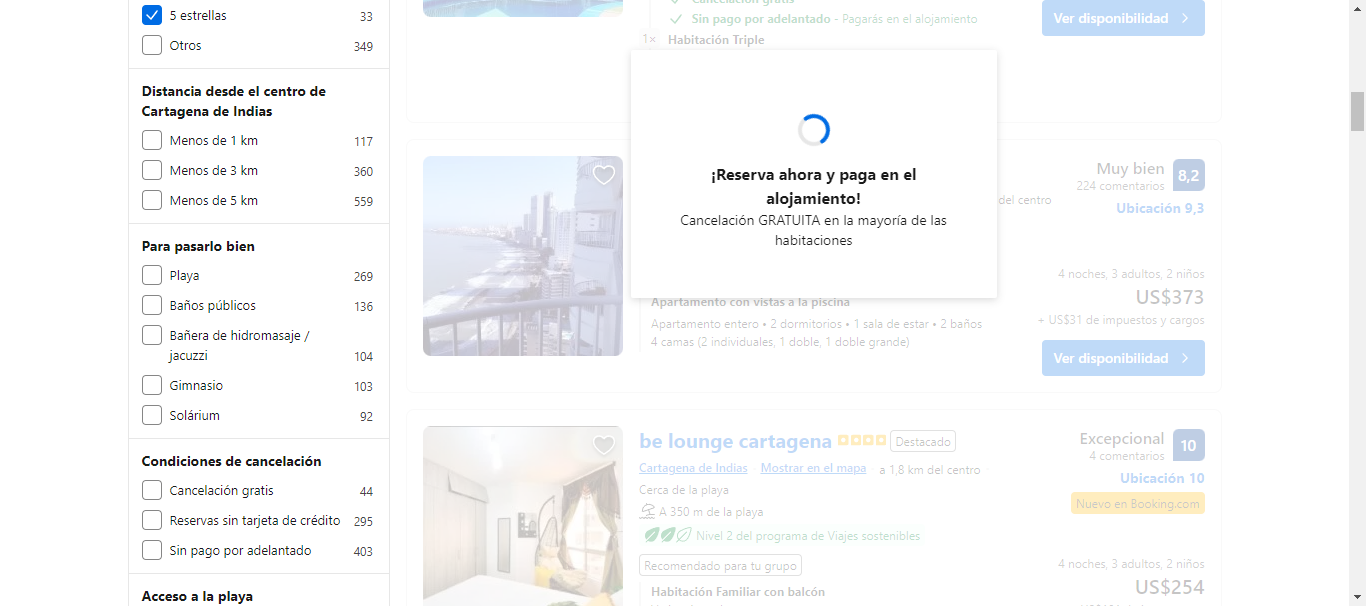 5 estrellas 33
Otros 349
Distancia desde el centro de
Cartagena de Indias
Menos de 1 km 117
Menos de 3 km 360
Menos de 5 km 559
Para pasarlo bien
Playa 269
Baños públicos 136
Bañera de hidromasaje /
jacuzzi 104
Gimnasio 103
Solárium 92
Condiciones de cancelación
Cancelación gratis 44
Reservas sin tarjeta de crédito 295
Sin pago por adelantado 403
Acceso a la playa
Cancelación gratis
Sin pago por adelantado - Pagarás en el alojamiento
1× Habitación Triple
Ver disponibilidad
¡Reserva ahora y paga en el
alojamiento!
Cancelación GRATUITA en la mayoría de las
habitaciones
Muy bien 8,2
224 comentarios
del centro
Ubicación 9,3
4 noches, 3 adultos, 2 niños
US$373
+ US$31 de impuestos y cargos
Apartamento con vistas a la piscina
Apartamento entero • 2 dormitorios • 1 sala de estar • 2 baños
4 camas (2 individuales, 1 doble, 1 doble grande)
Ver disponibilidad
be lounge cartagena Destacado
Cartagena de Indias Mostrar en el mapa a 1,8 km del centro
Cerca de la playa
A 350 m de la playa
Nivel 2 del programa de Viajes sostenibles
Recomendado para tu grupo
Habitación Familiar con balcón
Excepcional 10
4 comentarios
Ubicación 10
Nuevo en Booking.com
4 noches, 3 adultos, 2 niños
US$254